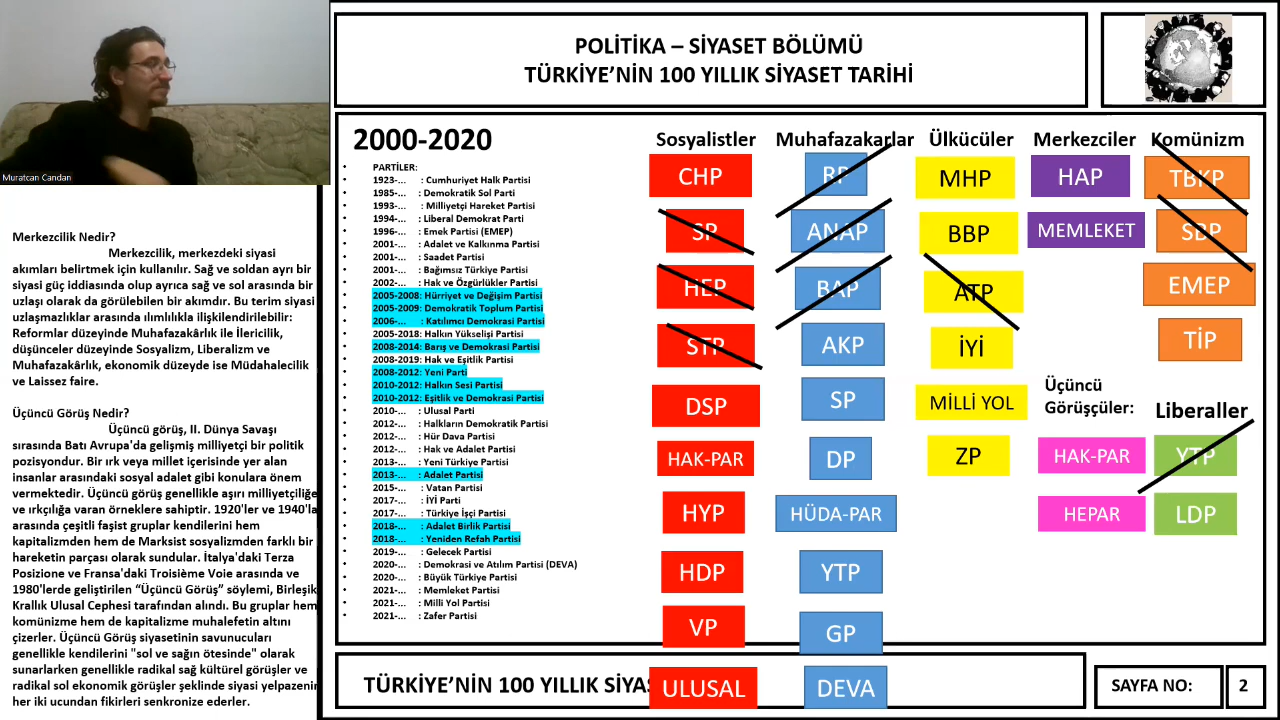 Muratcan Candan
POLİTİKA – SİYASET BÖLÜMÜ
TÜRKİYE’NİN 100 YILLIK SİYASET TARİHİ
Merkezcilik Nedir?
Merkezcilik, merkezdeki siyasi
akımları belirtmek için kullanılır. Sağ ve soldan ayrı bir
siyasi güç iddiasında olup ayrıca sağ ve sol arasında bir
uzlaşı olarak da görülebilen bir akımdır. Bu terim siyasi
uzlaşmazlıklar arasında ılımlılıkla ilişkilendirilebilir:
Reformlar düzeyinde Muhafazakârlık ile İlericilik,
düşünceler düzeyinde Sosyalizm, Liberalizm ve
Muhafazakârlık, ekonomik düzeyde ise Müdahalecilik
ve Laissez faire.
Üçüncü Görüş Nedir?
Üçüncü görüş, II. Dünya Savaşı
sırasında Batı Avrupa'da gelişmiş milliyetçi bir politik
pozisyondur. Bir ırk veya millet içerisinde yer alan
insanlar arasındaki sosyal adalet gibi konulara önem
vermektedir. Üçüncü görüş genellikle aşırı milliyetçiliğe
ve ırkçılığa varan örneklere sahiptir. 1920'ler ve 1940'la
arasında çeşitli faşist gruplar kendilerini hem
kapitalizmden hem de Marksist sosyalizmden farklı bir
hareketin parçası olarak sundular. İtalya'daki Terza
Posizione ve Fransa'daki Troisième Voie arasında ve
1980'lerde geliştirilen “Üçüncü Görüş” söylemi, Birleşik
Krallık Ulusal Cephesi tarafından alındı. Bu gruplar hem
komünizme hem de kapitalizme muhalefetin altını
çizerler. Üçüncü Görüş siyasetinin savunucuları
genellikle kendilerini "sol ve sağın ötesinde" olarak
sunarlarken genellikle radikal sağ kültürel görüşler ve
radikal sol ekonomik görüşler şeklinde siyasi yelpazenin
her iki ucundan fikirleri senkronize ederler.
2000-2020
PARTİLER:
1923-... : Cumhuriyet Halk Partisi
1985-... : Demokratik Sol Parti
1993-... : Milliyetçi Hareket Partisi
1994-... : Liberal Demokrat Parti
1996-... : Emek Partisi (EMEP)
2001-... : Adalet ve Kalkınma Partisi
2001-... : Saadet Partisi
2001-... : Bağımsız Türkiye Partisi
2002-... : Hak ve Özgürlükler Partisi
2005-2008: Hürriyet ve Değişim Partisi
2005-2009: Demokratik Toplum Partisi
2006-... : Katılımcı Demokrasi Partisi
2005-2018: Halkın Yükselişi Partisi
2008-2014: Barış ve Demokrasi Partisi
2008-2019: Hak ve Eşitlik Partisi
2008-2012: Yeni Parti
2010-2012: Halkın Sesi Partisi
2010-2012: Eşitlik ve Demokrasi Partisi
2010-... : Ulusal Parti
2012-... : Halkların Demokratik Partisi
2012-... : Hür Dava Partisi
2012-... : Hak ve Adalet Partisi
2013-... : Yeni Türkiye Partisi
2013-... : Adalet Partisi
2015-... : Vatan Partisi
2017-... : İYİ Parti
2017-... : Türkiye İşçi Partisi
2018-... : Adalet Birlik Partisi
2018-... : Yeniden Refah Partisi
2019-... : Gelecek Partisi
2020-... : Demokrasi ve Atılım Partisi (DEVA)
2020-... : Büyük Türkiye Partisi
2021-... : Memleket Partisi
2021-... : Milli Yol Partisi
2021-... : Zafer Partisi
Sosyalistler
CHP
SP
HEP
STP
DSP
HAK-PAR
HYP
HDP
VP
ULUSAL
Muhafazakarlar
RP
ANAP
BAP
AKP
SP
DP
HÜDA-PAR
YTP
GP
DEVA
Ülkücüler
MHP
BBP
ATP
İYİ
MİLLİ YOL
ZP
Merkezciler
HAP
MEMLEKET
Üçüncü
Görüşçüler:
HAK-PAR
HEPAR
Komünizm
TBKP
SBP
EMEP
TİP
Liberaller
YTP
LDP
TÜRKİYE’NİN 100 YILLIK SİYAS
SAYFA NO:
2